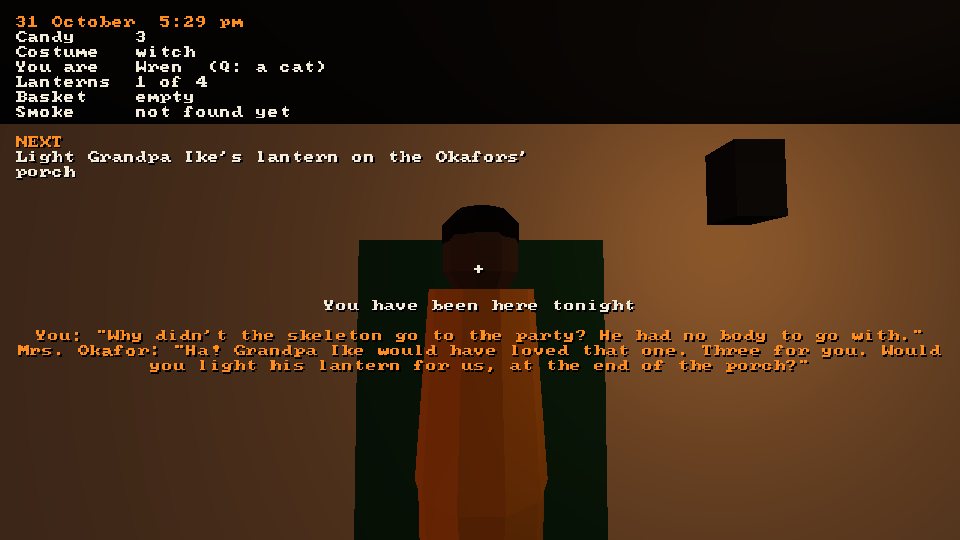 31 October 5:29 pm
Candy 3
Costume witch
You are Wren (Q: a cat)
Lanterns 1 of 4
Basket empty
Smoke not found yet
NEXT
Light Grandpa Ike's lantern on the Okafors'
porch
You have been here tonight
You: "Why didn't the skeleton go to the party? He had no body to go with."
Mrs. Okafor: "Ha! Grandpa Ike would have loved that one. Three for you. Would
you light his lantern for us, at the end of the porch?"